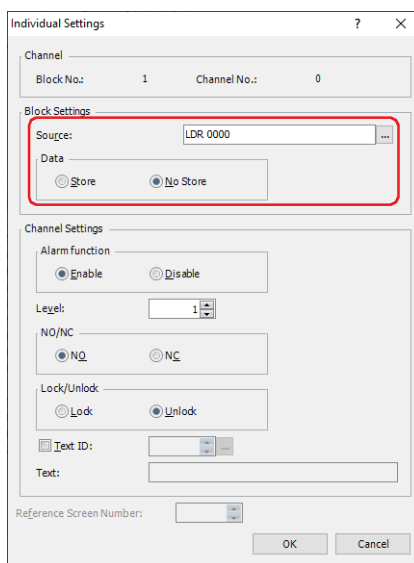 Individual Settings ? ×
Channel
Block No.: 1 Channel No.: 0
Block Settings
Source: LDR 0000 ...
Data
Store No Store
Channel Settings
Alarm function
Enable Disable
Level: 1
NO/NC
NO NC
Lock/Unlock
Lock Unlock
Text ID: ...
Text:
Reference Screen Number:
OK Cancel